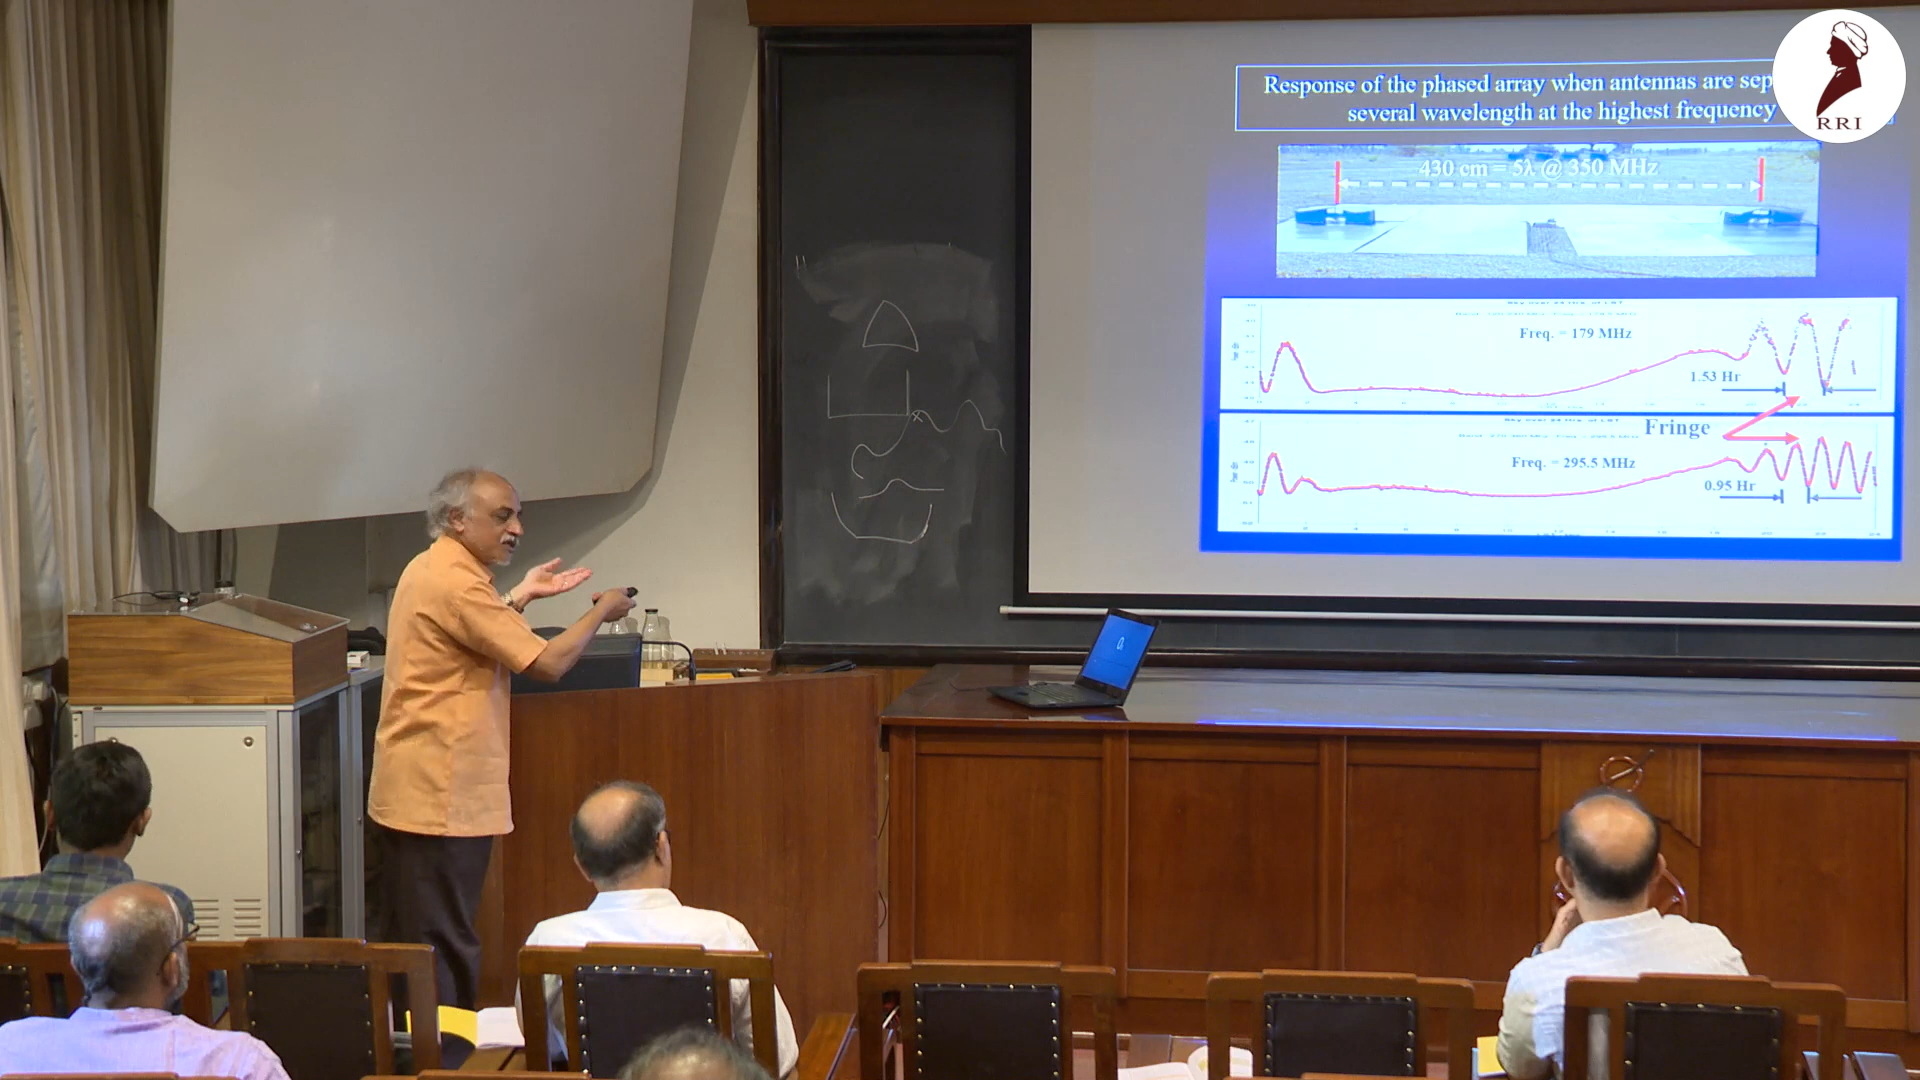 Response of the phased array when antennas are sep
several wavelength at the highest frequency
RRI
430 cm = 5λ @ 350 MHz
Freq. = 179 MHz
1.53 Hr
Fringe
Freq. = 295.5 MHz
0.95 Hr